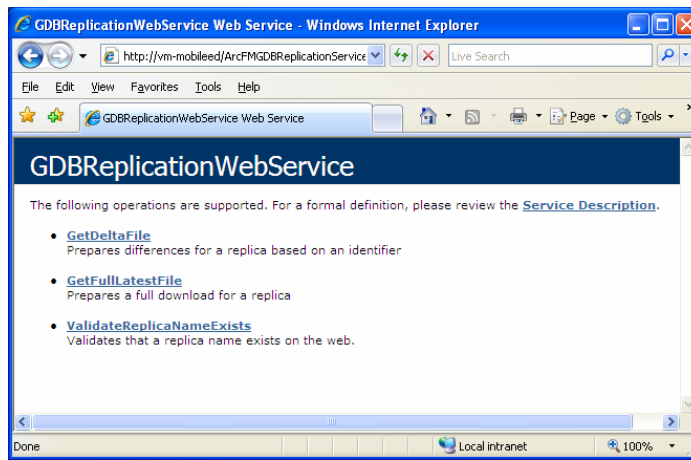 GDBReplicationWebService Web Service - Windows Internet Explorer
http://vm-mobileed/ArcFMGDBReplicationService
Live Search
File Edit View Favorites Tools Help
GDBReplicationWebService Web Service
Page Tools
GDBReplicationWebService
The following operations are supported. For a formal definition, please review the Service Description.
• GetDeltaFile
Prepares differences for a replica based on an identifier
• GetFullLatestFile
Prepares a full download for a replica
• ValidateReplicaNameExists
Validates that a replica name exists on the web.
Done Local intranet 100%